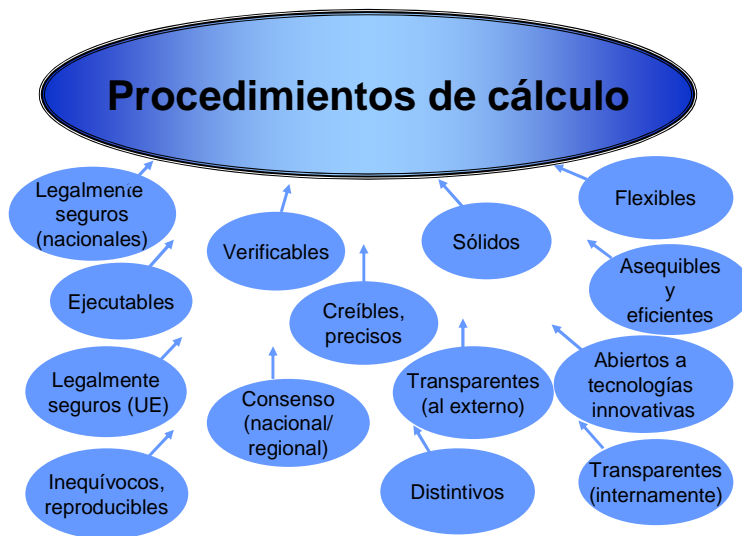 Procedimientos de cálculo
Legalmente
seguros
(nacionales)
Verificables
Sólidos
Flexibles
Ejecutables
Creíbles,
precisos
Asequibles
y
eficientes
Legalmente
seguros (UE)
Consenso
(nacional/
regional)
Transparentes
(al externo)
Abiertos a
tecnologías
innovativas
Inequívocos,
reproducibles
Distintivos
Transparentes
(internamente)